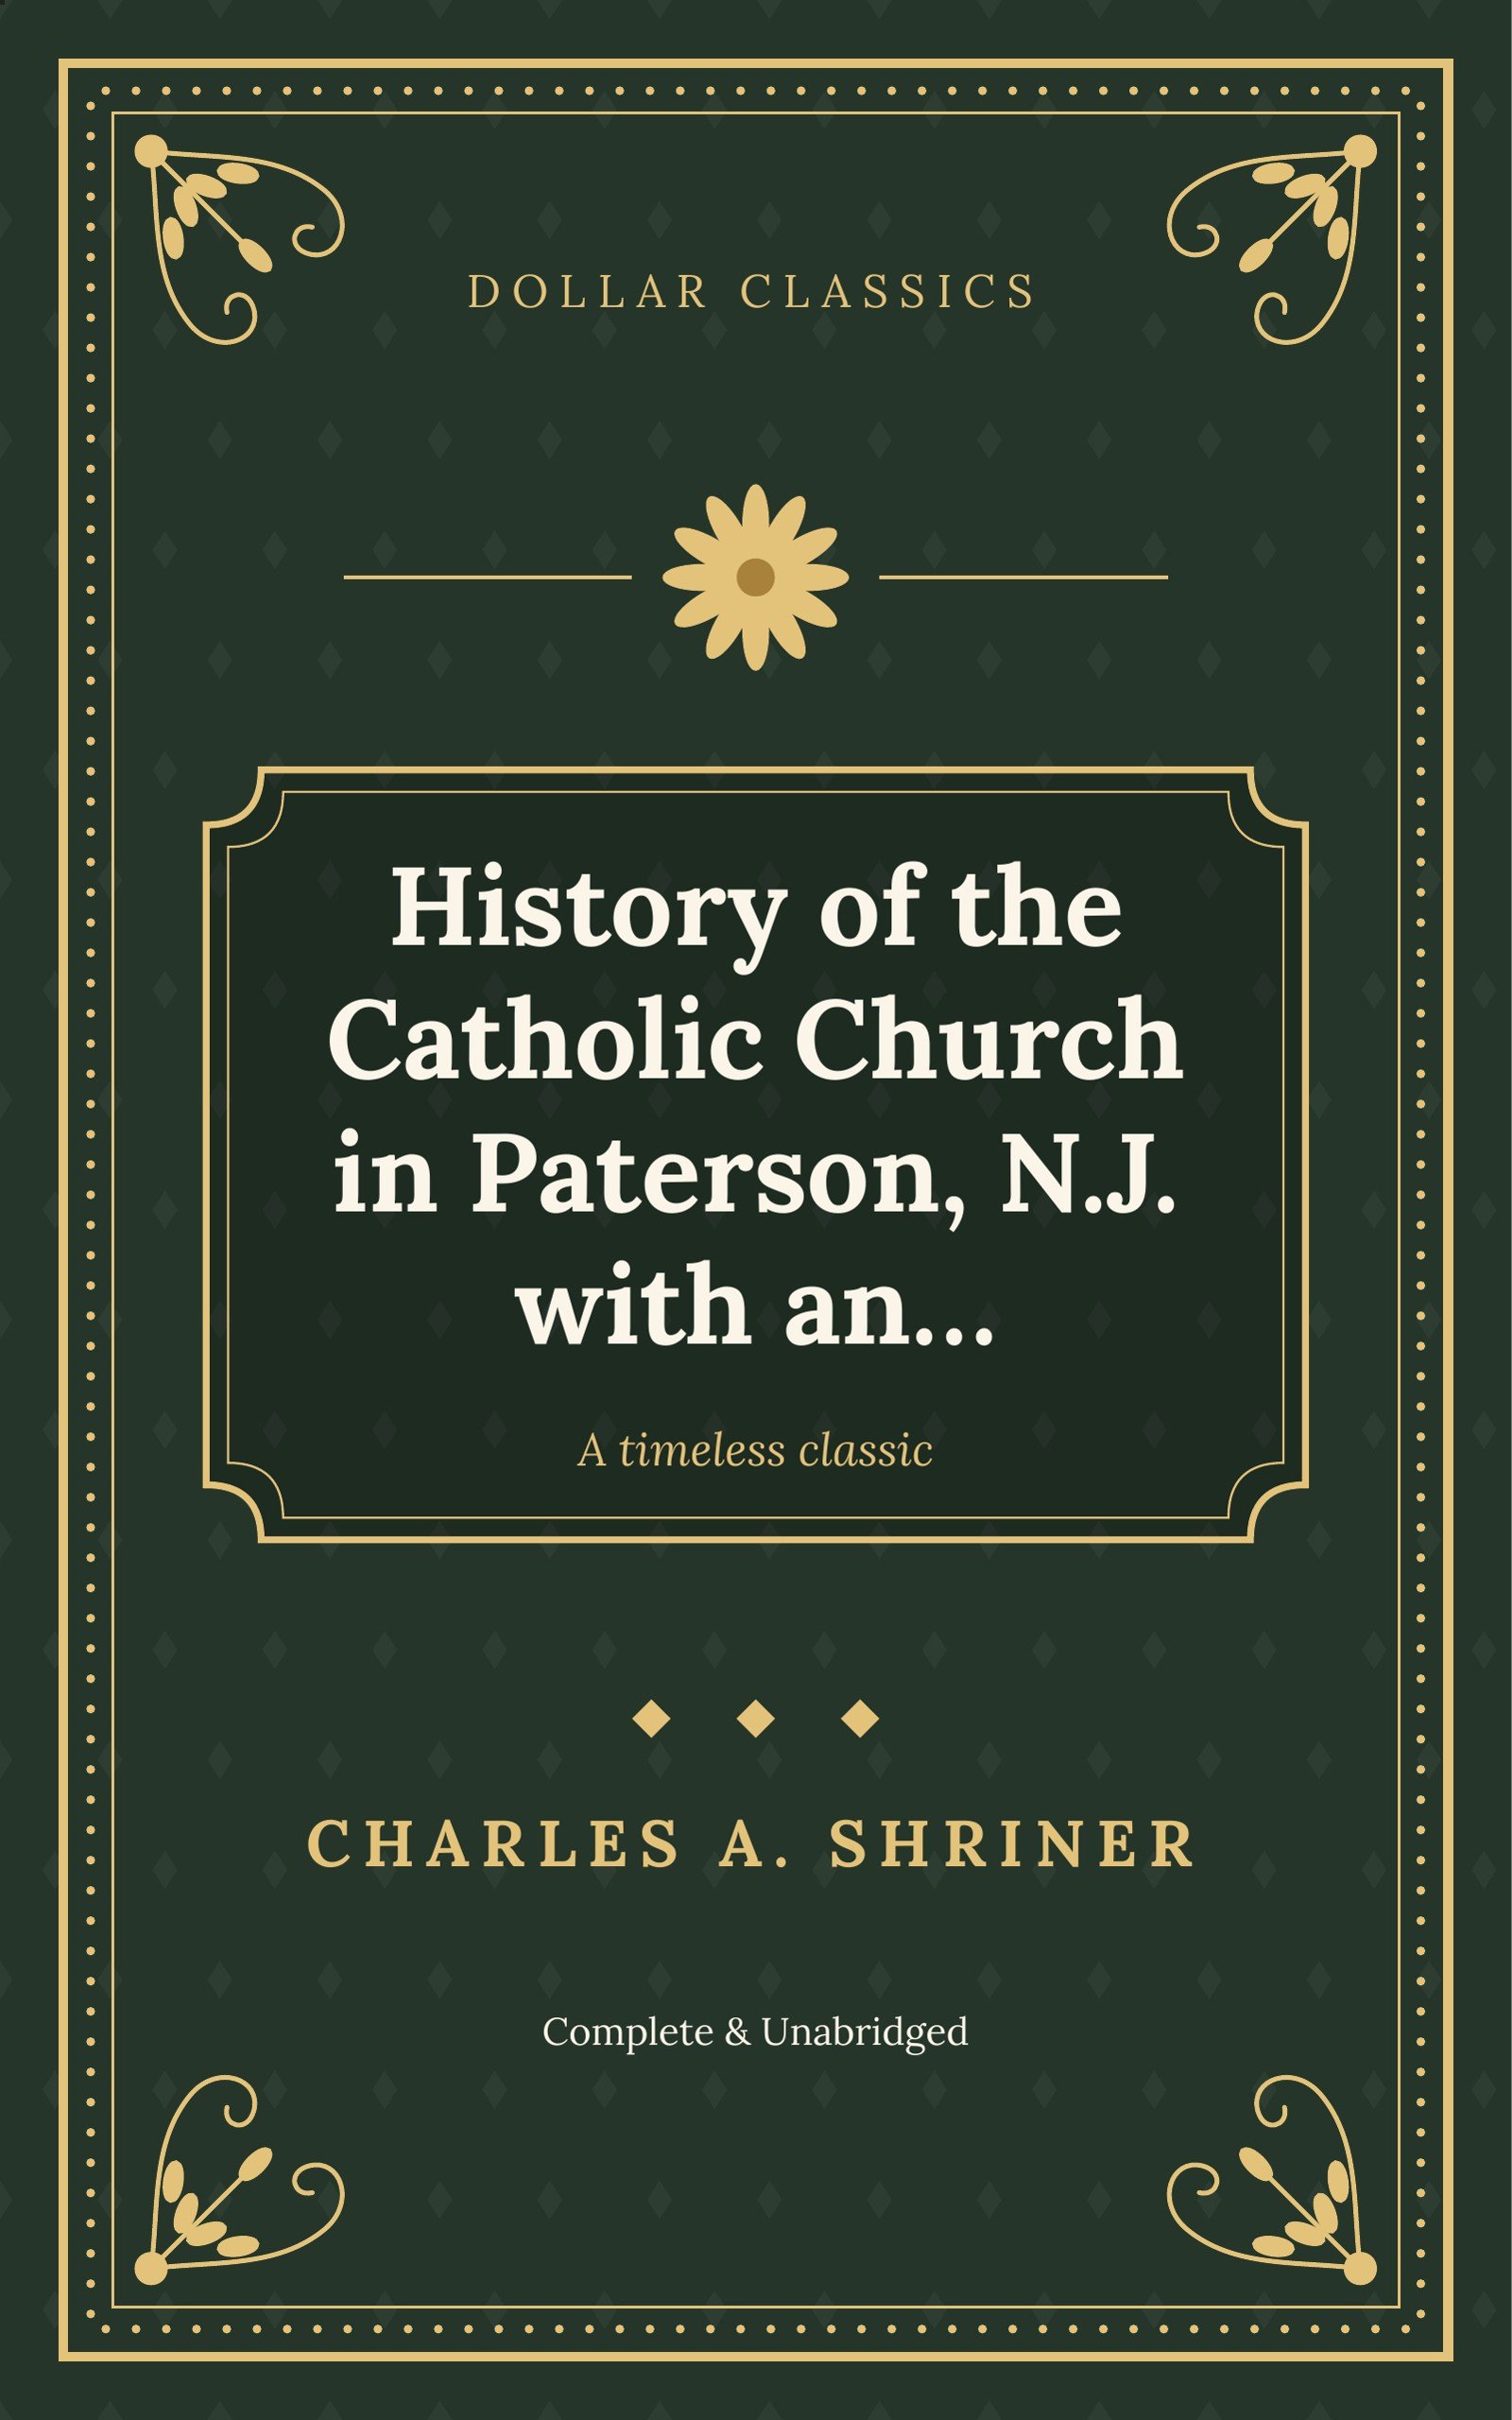 DOLLAR CLASSICS
History of the
Catholic Church
in Paterson, N.J.
with an...
A timeless classic
CHARLES A. SHRINER
Complete & Unabridged